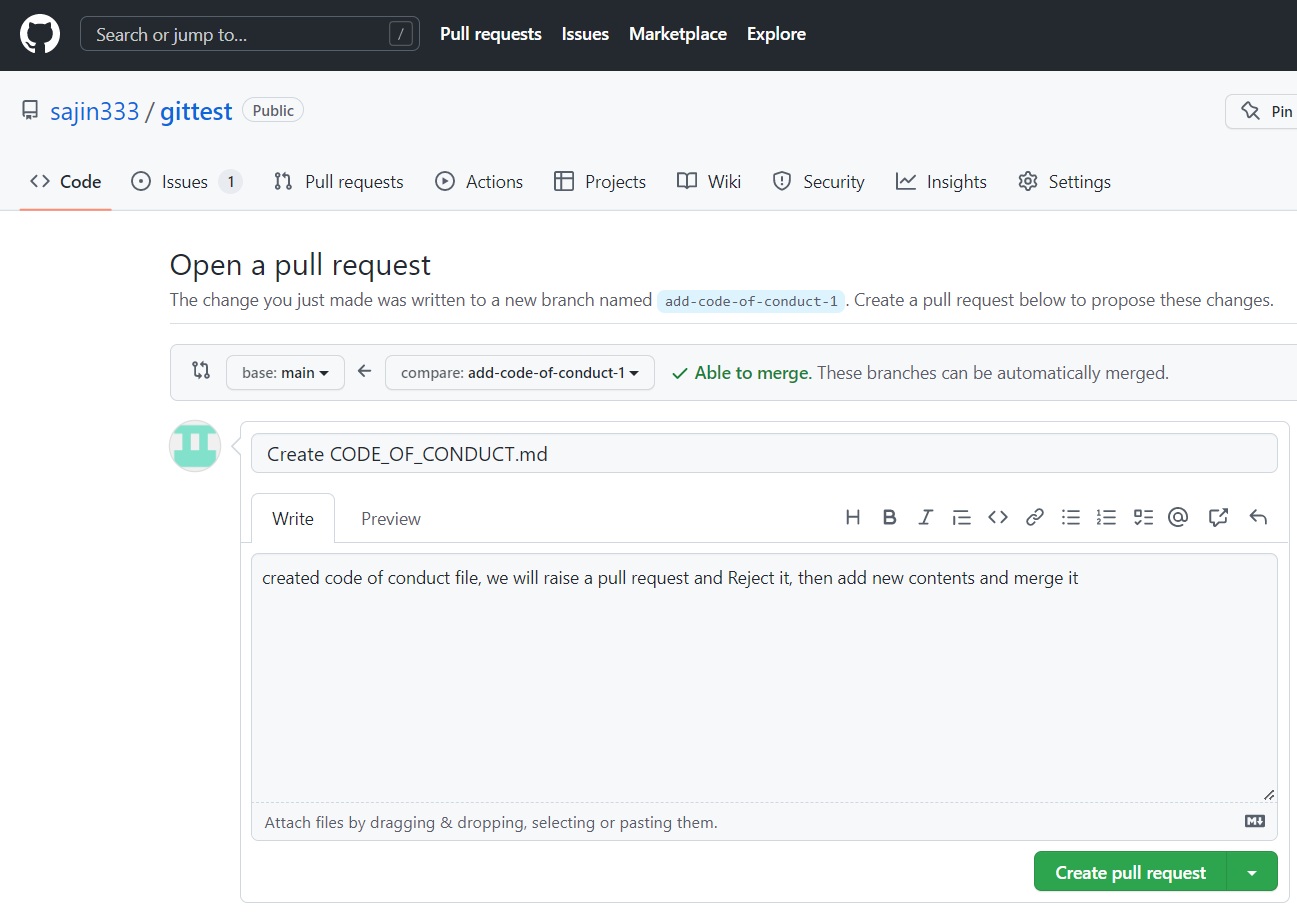 Search or jump to... /
Pull requests Issues Marketplace Explore
sajin333 / gittest Public
Pin
Code Issues 1 Pull requests Actions Projects Wiki Security Insights Settings
Open a pull request
The change you just made was written to a new branch named add-code-of-conduct-1. Create a pull request below to propose these changes.
base: main compare: add-code-of-conduct-1 Able to merge. These branches can be automatically merged.
Create CODE_OF_CONDUCT.md
Write Preview H B I
created code of conduct file, we will raise a pull request and Reject it, then add new contents and merge it
Attach files by dragging & dropping, selecting or pasting them.
Create pull request